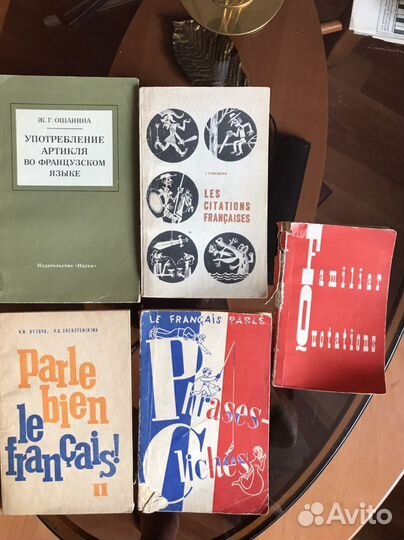 Ж. Г. ОШАНИНА
УПОТРЕБЛЕНИЕ
АРТИКЛЯ
ВО ФРАНЦУЗСКОМ
ЯЗЫКЕ
Издательство «Наука»
LES
CITATIONS
FRANÇAISES
Familiar
Quotations
Parle
bien
le
français!
II
LE FRANÇAIS PARLÉ
Phrases-
Clichés
Avito